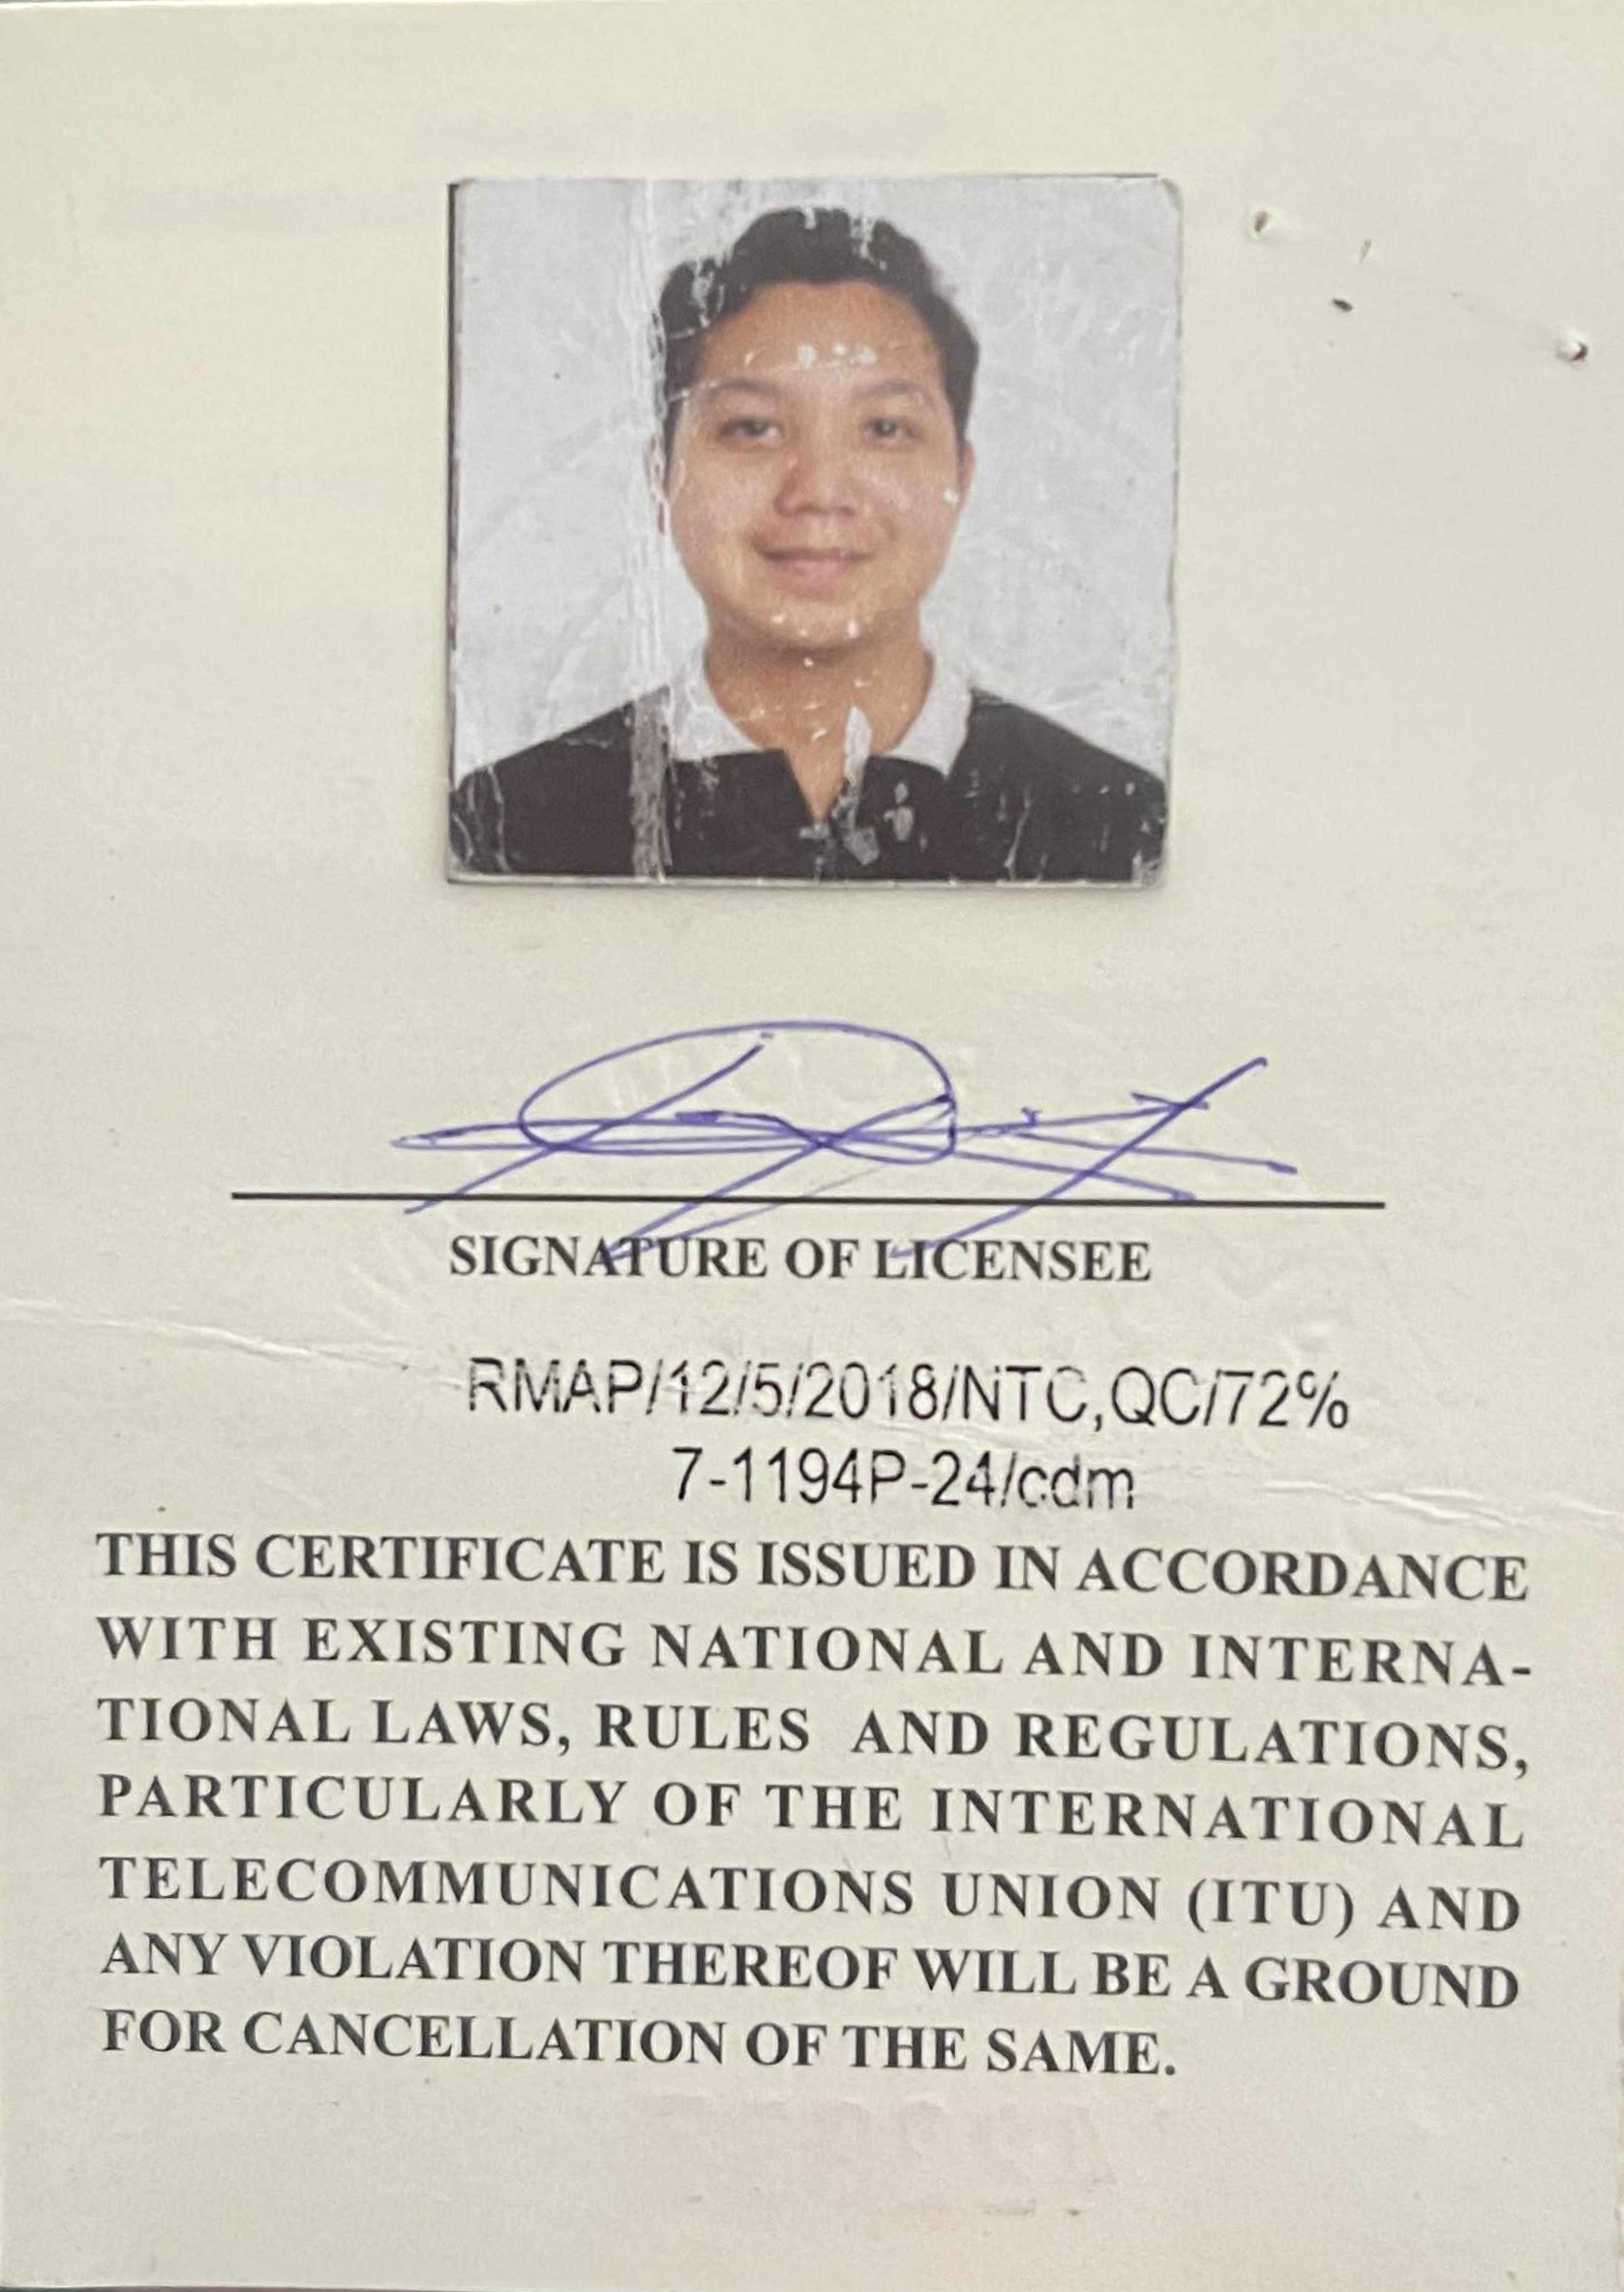 SIGNATURE OF LICENSEE
RMAP/12/5/2018/NTC,QC/72%
7-1194P-24/cdm
THIS CERTIFICATE IS ISSUED IN ACCORDANCE
WITH EXISTING NATIONAL AND INTERNA-
TIONAL LAWS, RULES AND REGULATIONS,
PARTICULARLY OF THE INTERNATIONAL
TELECOMMUNICATIONS UNION (ITU) AND
ANY VIOLATION THEREOF WILL BE A GROUND
FOR CANCELLATION OF THE SAME.